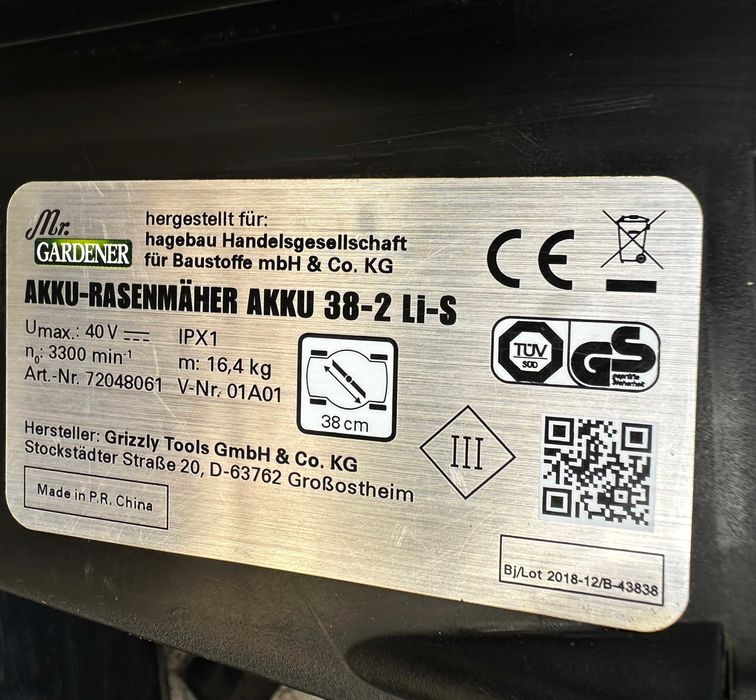 Mr.
GARDENER
hergestellt für:
hagebau Handelsgesellschaft
für Baustoffe mbH & Co. KG
AKKU-RASENMÄHER AKKU 38-2 Li-S
Umax.: 40 V IPX1
n₀: 3300 min⁻¹ m: 16,4 kg
Art.-Nr. 72048061 V-Nr. 01A01
38 cm
Hersteller: Grizzly Tools GmbH & Co. KG
Stockstädter Straße 20, D-63762 Großostheim
Made in P.R. China
CE
TÜV
SÜD
GS
geprüfte
Sicherheit
III
Bj/Lot 2018-12/B-43838